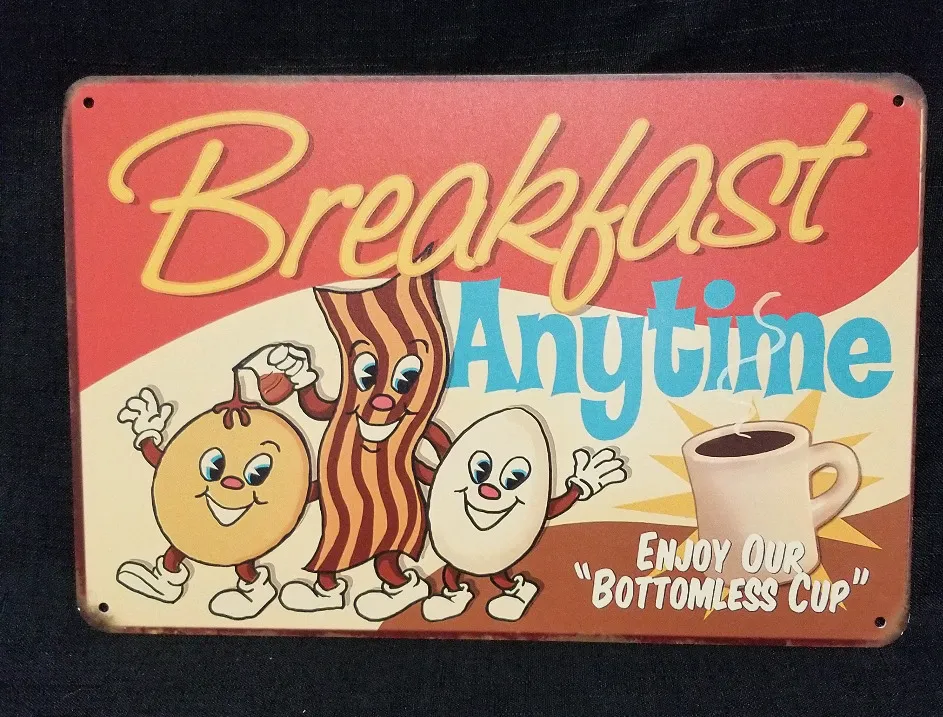 Breakfast
Anytime
ENJOY OUR
"BOTTOMLESS CUP"